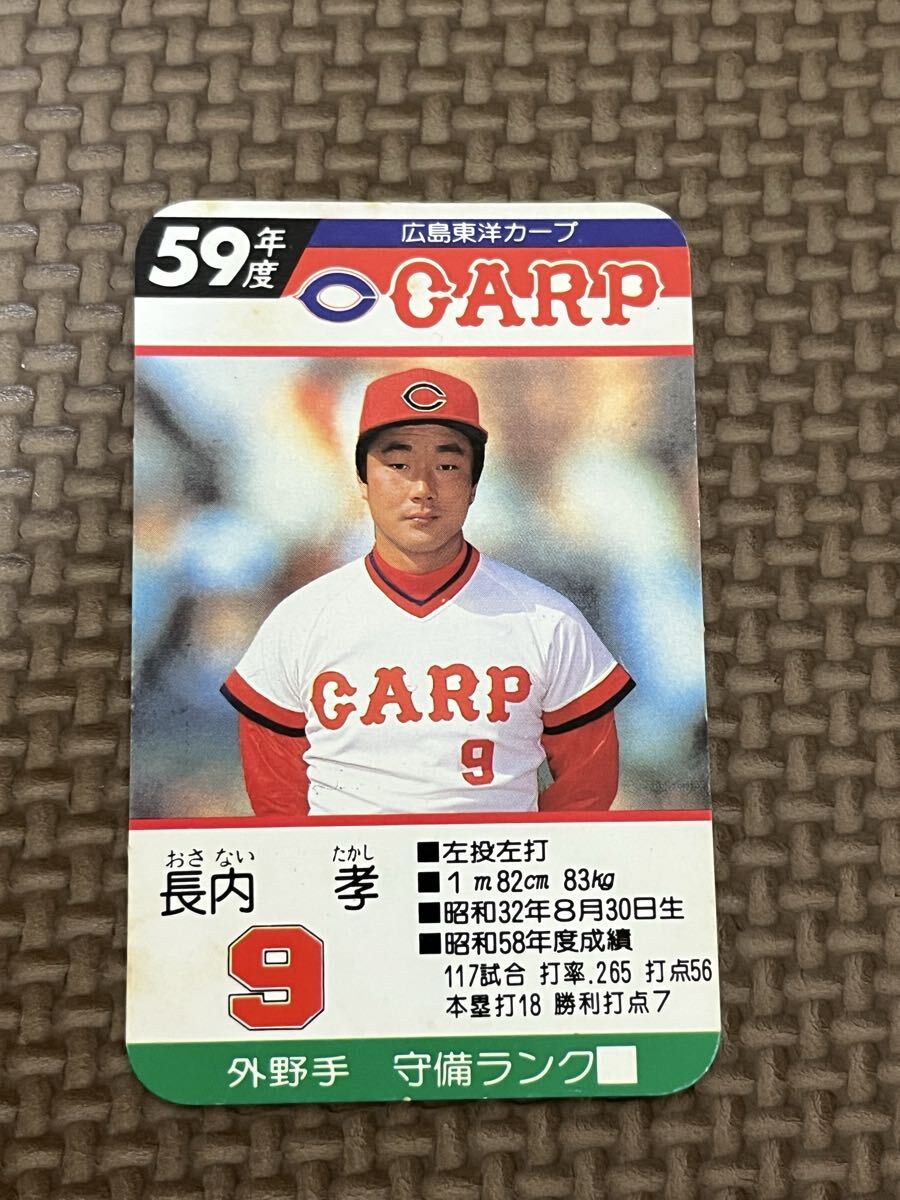 59年度
広島東洋カープ
C CARP
C
CARP
9
おさ ない たかし
長内 孝
9
■左投左打
■1m82cm 83kg
■昭和32年8月30日生
■昭和58年度成績
117試合 打率.265 打点56
本塁打18 勝利打点7
外野手 守備ランク